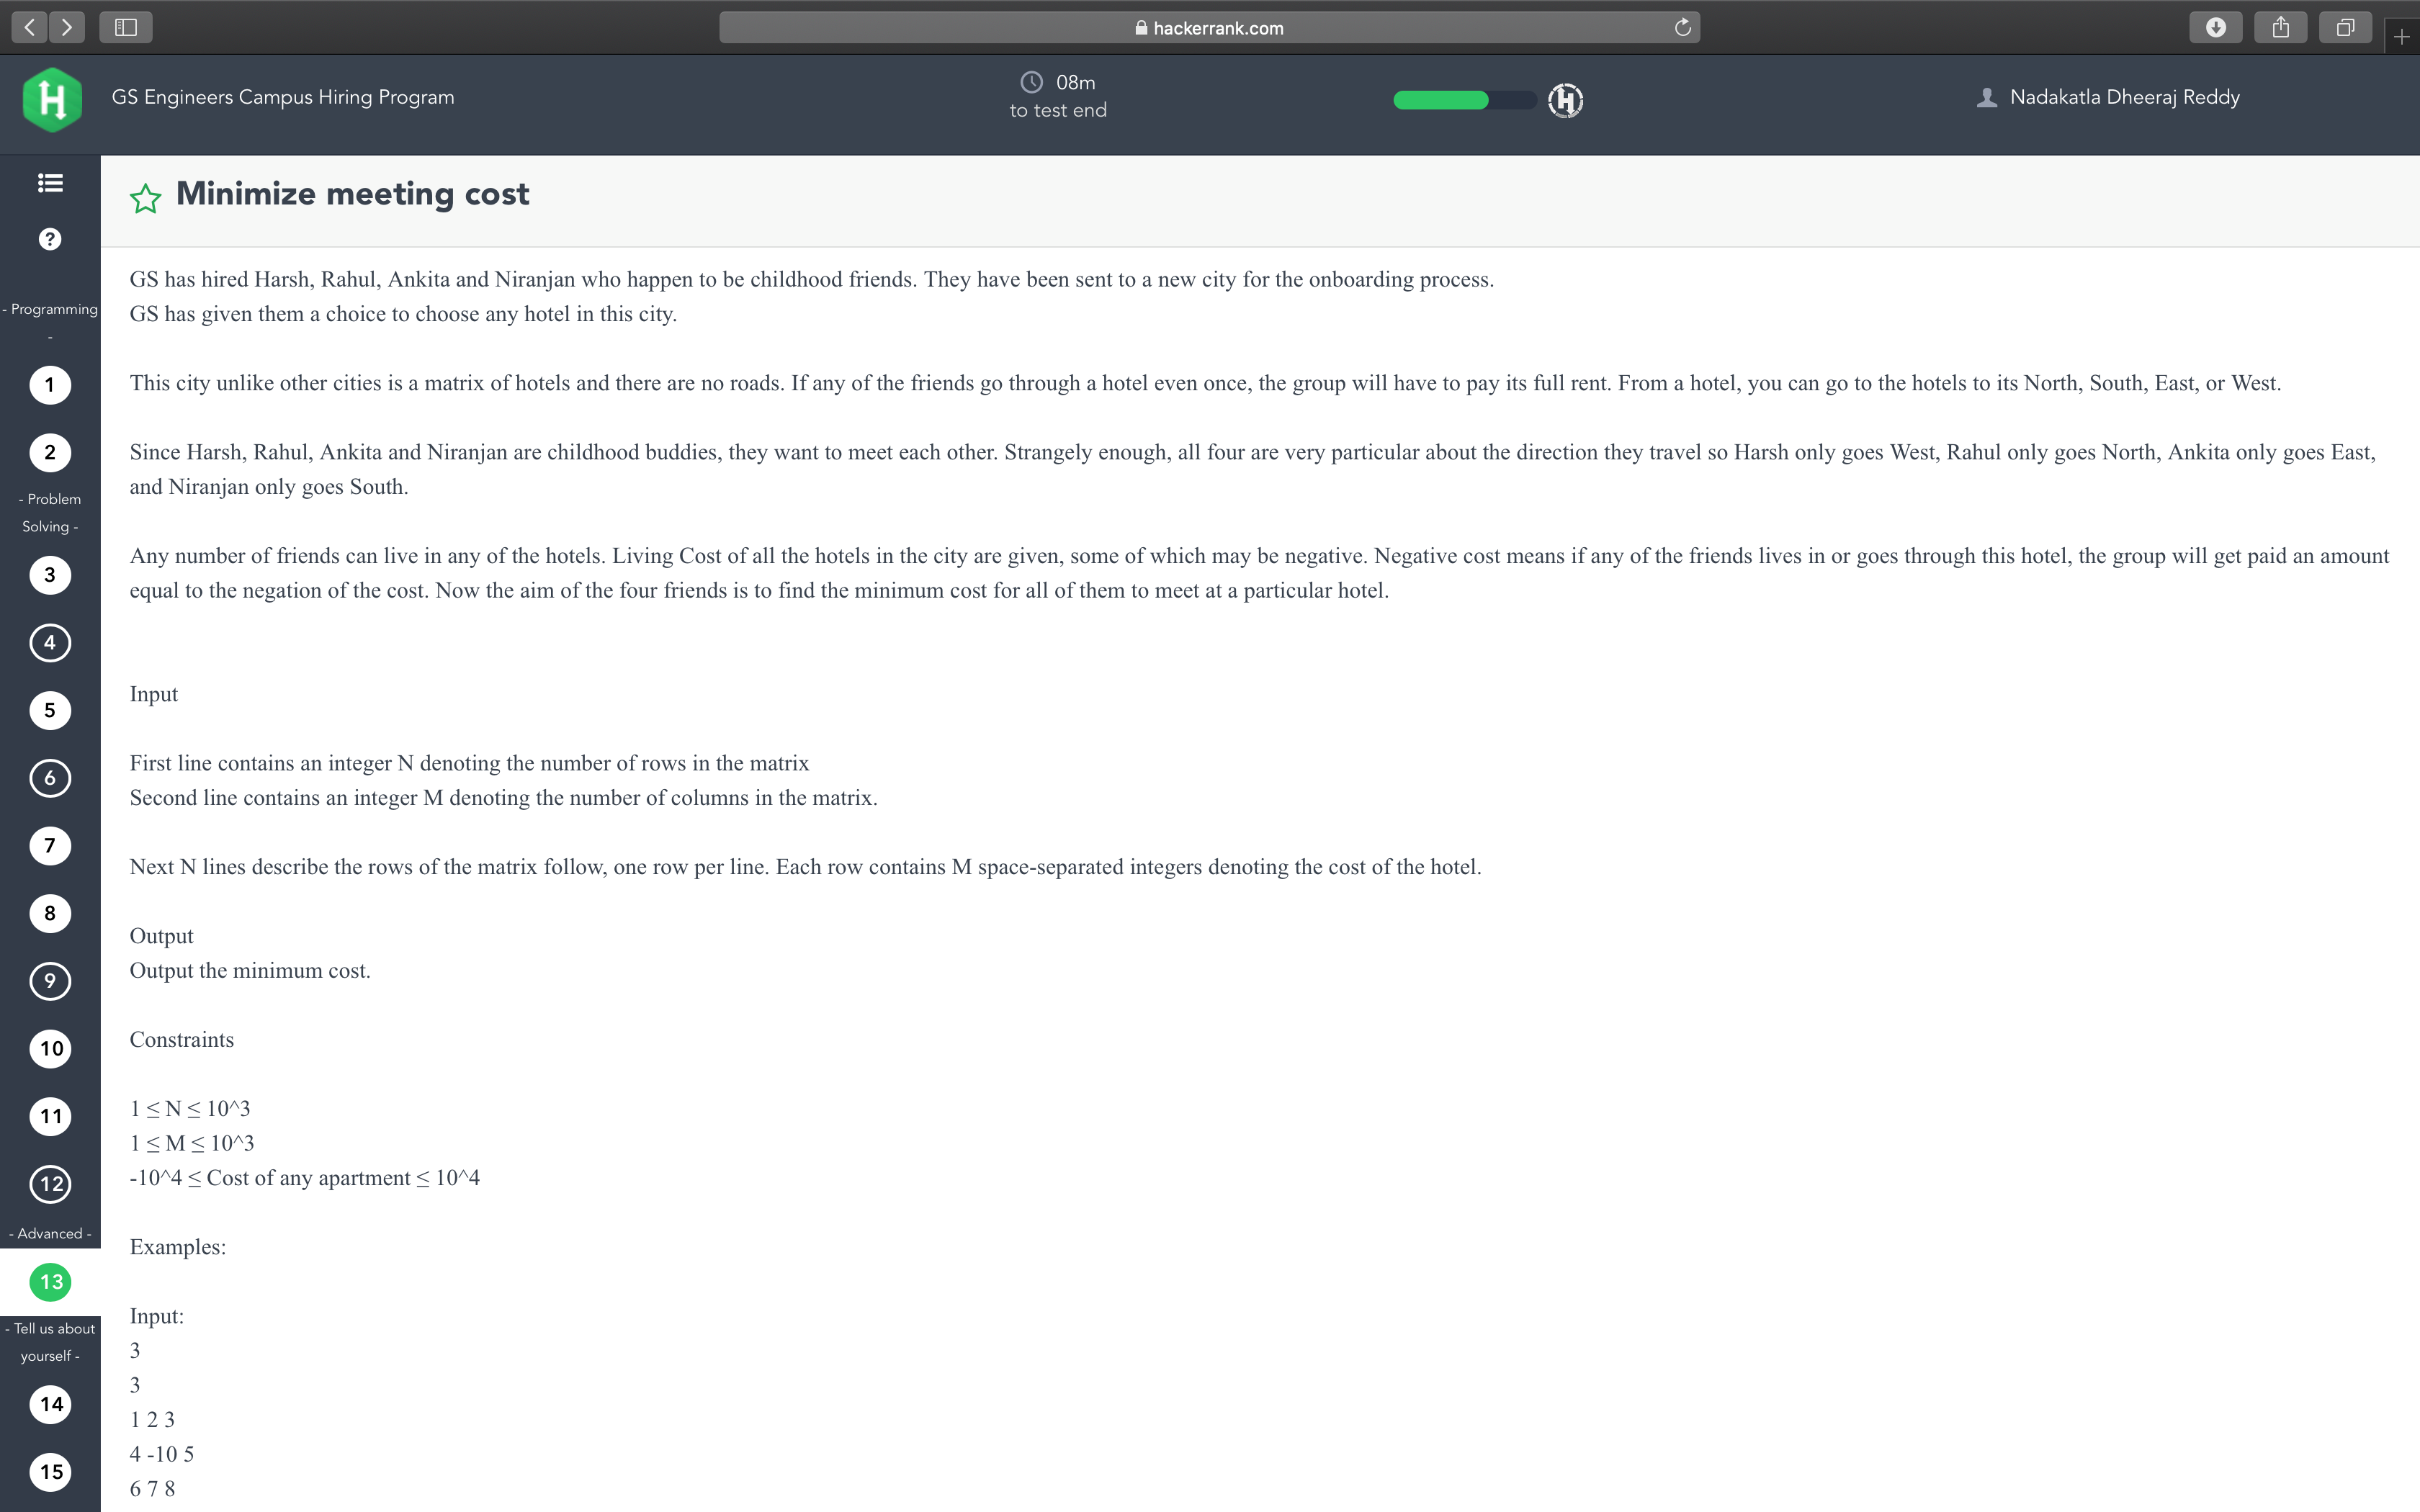 hackerrank.com
GS Engineers Campus Hiring Program
08m
to test end
Nadakatla Dheeraj Reddy
Minimize meeting cost
GS has hired Harsh, Rahul, Ankita and Niranjan who happen to be childhood friends. They have been sent to a new city for the onboarding process.
GS has given them a choice to choose any hotel in this city.
This city unlike other cities is a matrix of hotels and there are no roads. If any of the friends go through a hotel even once, the group will have to pay its full rent. From a hotel, you can go to the hotels to its North, South, East, or West.
Since Harsh, Rahul, Ankita and Niranjan are childhood buddies, they want to meet each other. Strangely enough, all four are very particular about the direction they travel so Harsh only goes West, Rahul only goes North, Ankita only goes East,
and Niranjan only goes South.
Any number of friends can live in any of the hotels. Living Cost of all the hotels in the city are given, some of which may be negative. Negative cost means if any of the friends lives in or goes through this hotel, the group will get paid an amount
equal to the negation of the cost. Now the aim of the four friends is to find the minimum cost for all of them to meet at a particular hotel.
Input
First line contains an integer N denoting the number of rows in the matrix
Second line contains an integer M denoting the number of columns in the matrix.
Next N lines describe the rows of the matrix follow, one row per line. Each row contains M space-separated integers denoting the cost of the hotel.
Output
Output the minimum cost.
Constraints
1 ≤ N ≤ 10^3
1 ≤ M ≤ 10^3
-10^4 ≤ Cost of any apartment ≤ 10^4
Examples:
Input:
3
3
1 2 3
4 -10 5
6 7 8
?
- Programming
-
1
2
- Problem
Solving -
3
4
5
6
7
8
9
10
11
12
- Advanced -
13
- Tell us about
yourself -
14
15